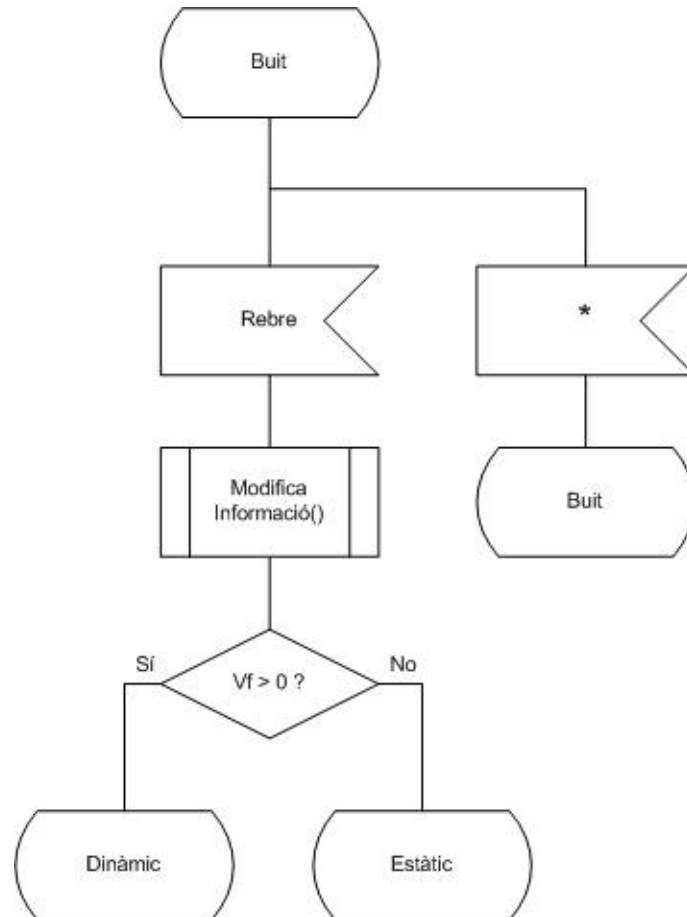 Buit
Rebre
*
Modifica
Informació()
Buit
Sí
Vf > 0 ?
No
Dinàmic
Estàtic